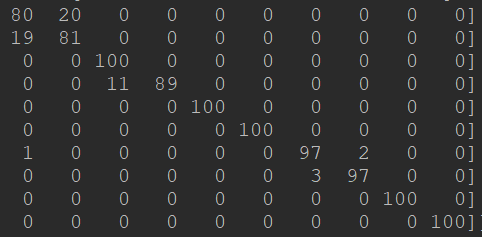 80 20 0 0 0 0 0 0 0 0]
19 81 0 0 0 0 0 0 0 0]
0 0 100 0 0 0 0 0 0 0]
0 0 11 89 0 0 0 0 0 0]
0 0 0 0 100 0 0 0 0 0]
0 0 0 0 0 100 0 0 0 0]
1 0 0 0 0 0 97 2 0 0]
0 0 0 0 0 0 3 97 0 0]
0 0 0 0 0 0 0 0 100 0]
0 0 0 0 0 0 0 0 0 100]]